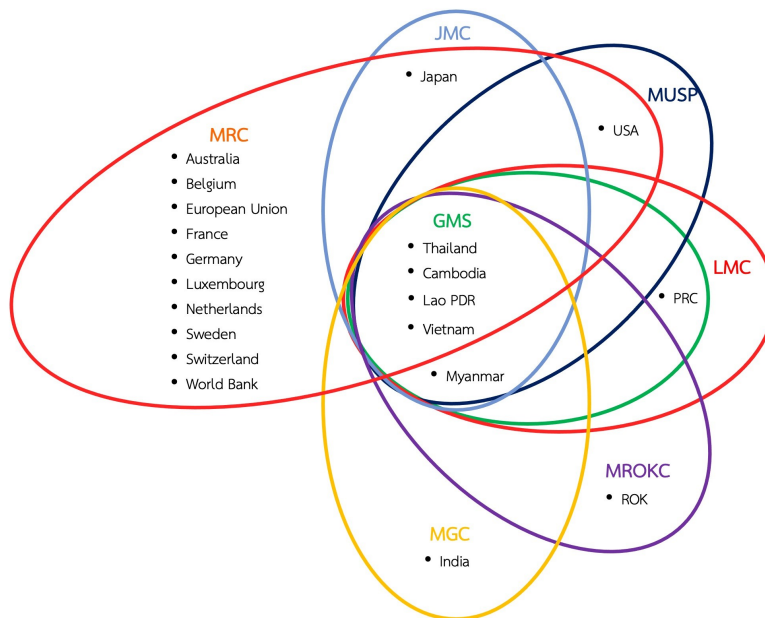 JMC
Japan
MUSP
USA
MRC
Australia
Belgium
European Union
France
Germany
Luxembourg
Netherlands
Sweden
Switzerland
World Bank
GMS
Thailand
Cambodia
Lao PDR
Vietnam
Myanmar
LMC
PRC
MROKC
ROK
MGC
India